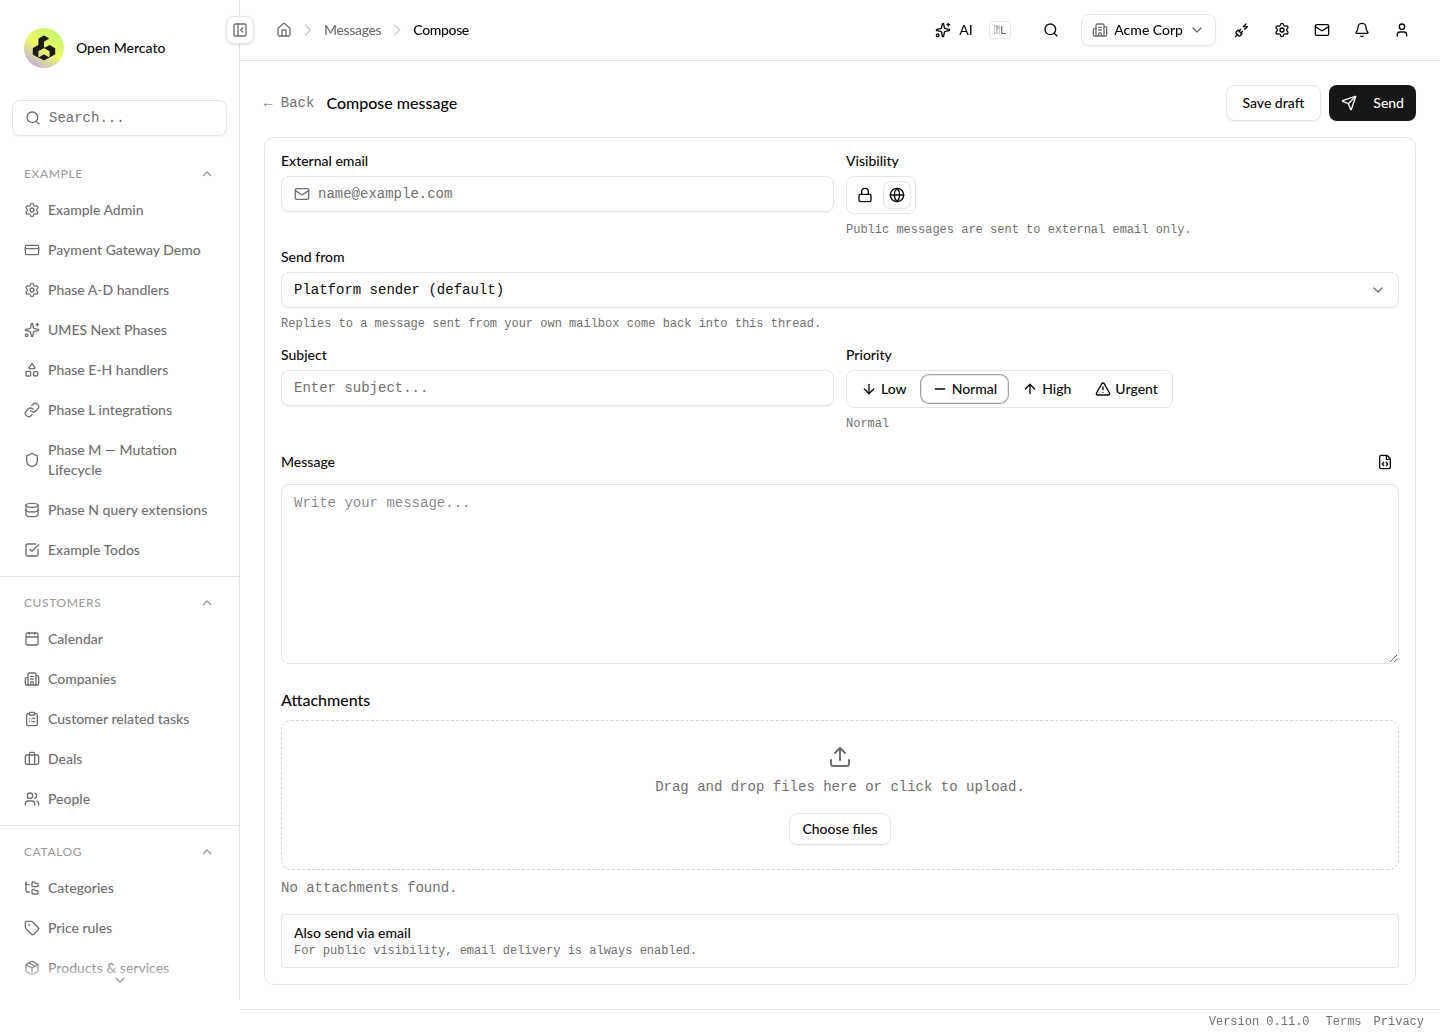 Open Mercato
Messages
Compose
AI
L
Acme Corp
Search...
← Back
Compose message
Save draft
Send
EXAMPLE
Example Admin
Payment Gateway Demo
Phase A-D handlers
UMES Next Phases
Phase E-H handlers
Phase L integrations
Phase M — Mutation
Lifecycle
Phase N query extensions
Example Todos
CUSTOMERS
Calendar
Companies
Customer related tasks
Deals
People
CATALOG
Categories
Price rules
Products & services
External email
name@example.com
Visibility
Public messages are sent to external email only.
Send from
Platform sender (default)
Replies to a message sent from your own mailbox come back into this thread.
Subject
Enter subject...
Priority
Low
Normal
High
Urgent
Normal
Message
Write your message...
Attachments
Drag and drop files here or click to upload.
Choose files
No attachments found.
Also send via email
For public visibility, email delivery is always enabled.
Version 0.11.0
Terms
Privacy